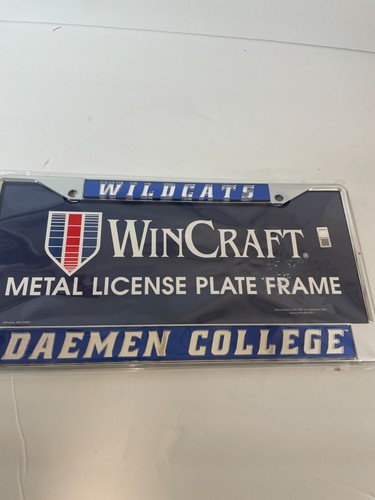 WILDCATS
WINCRAFT®
METAL LICENSE PLATE FRAME
DAEMEN COLLEGE